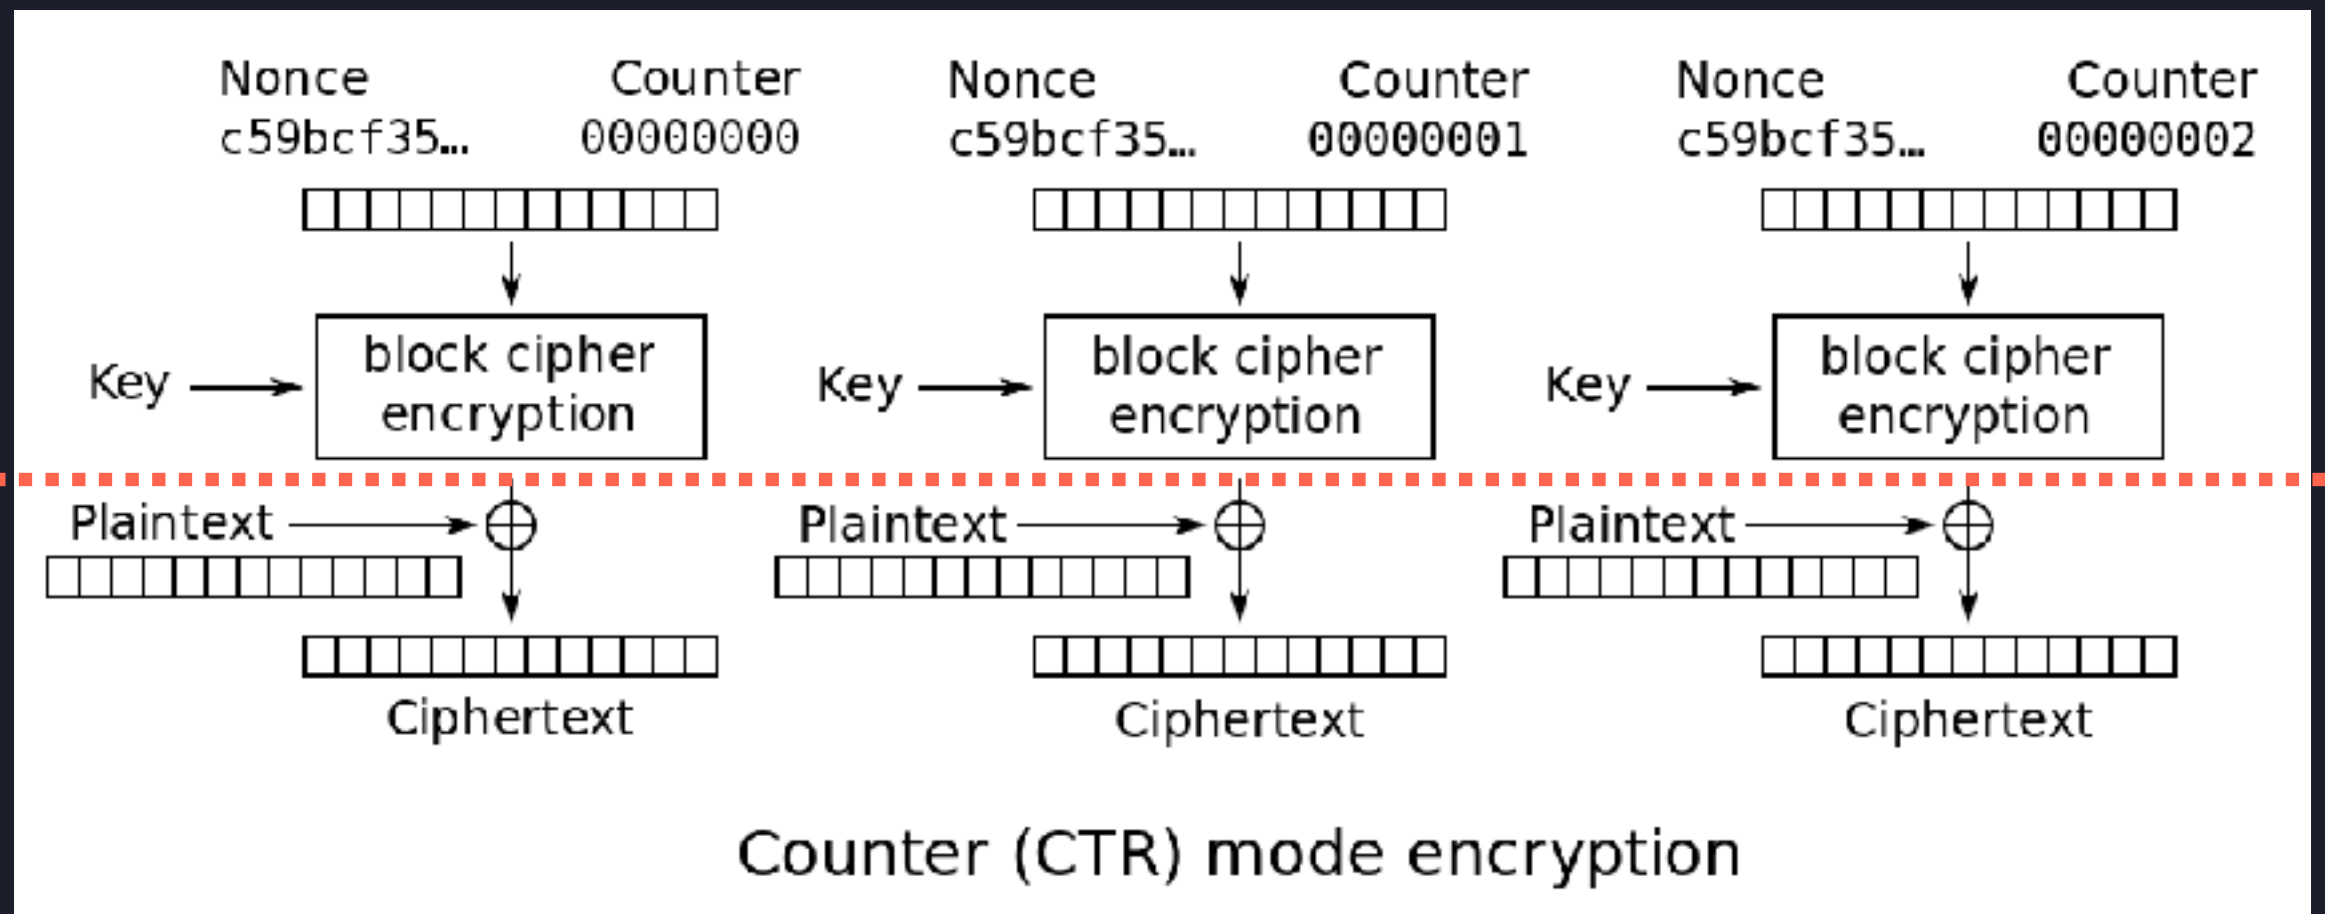 Nonce Counter Nonce Counter Nonce Counter
c59bcf35… 00000000 c59bcf35… 00000001 c59bcf35… 00000002
block cipher block cipher block cipher
Key encryption Key encryption Key encryption
Plaintext Plaintext Plaintext
Ciphertext Ciphertext Ciphertext
Counter (CTR) mode encryption